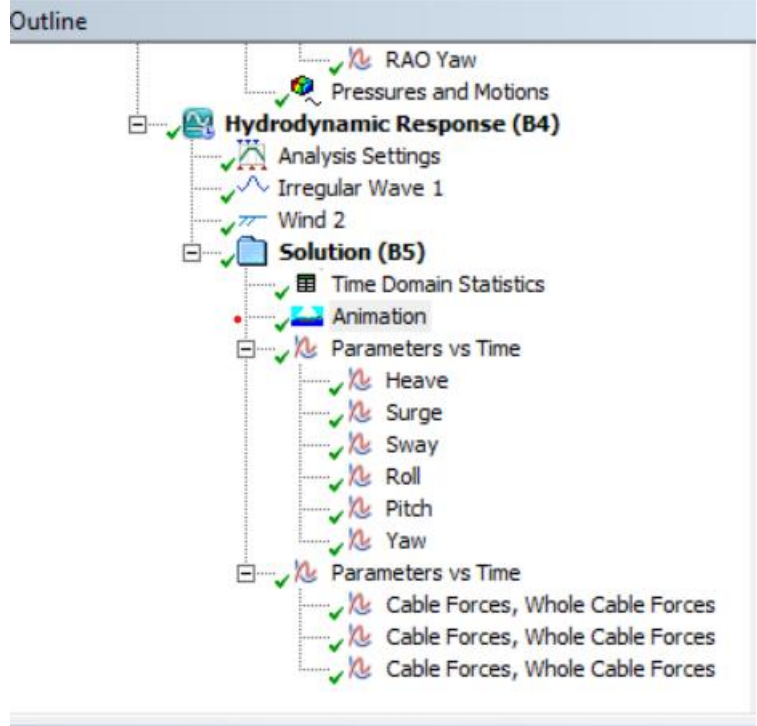 Outline
RAO Yaw
Pressures and Motions
Hydrodynamic Response (B4)
Analysis Settings
Irregular Wave 1
Wind 2
Solution (B5)
Time Domain Statistics
Animation
Parameters vs Time
Heave
Surge
Sway
Roll
Pitch
Yaw
Parameters vs Time
Cable Forces, Whole Cable Forces
Cable Forces, Whole Cable Forces
Cable Forces, Whole Cable Forces